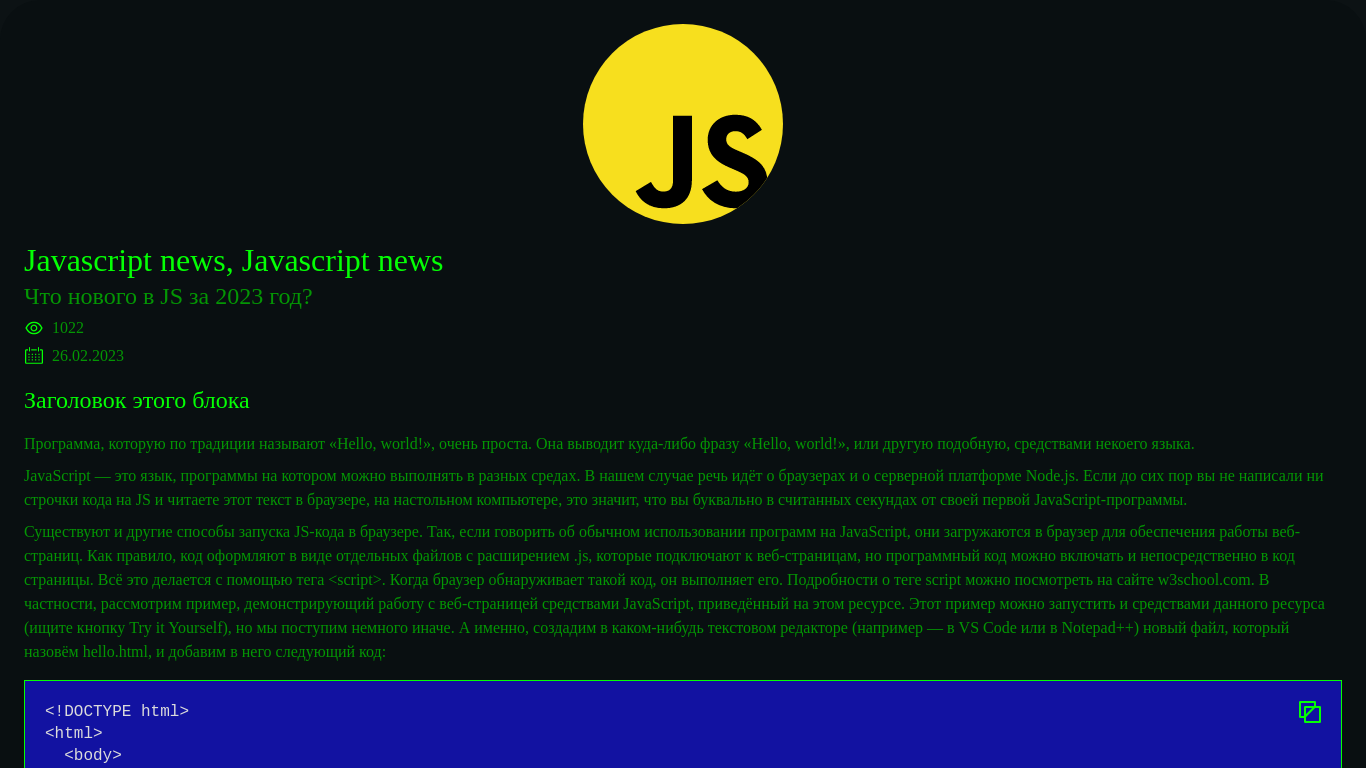 JS
Javascript news, Javascript news
Что нового в JS за 2023 год?
1022
26.02.2023
Заголовок этого блока
Программа, которую по традиции называют «Hello, world!», очень проста. Она выводит куда-либо фразу «Hello, world!», или другую подобную, средствами некоего языка.
JavaScript — это язык, программы на котором можно выполнять в разных средах. В нашем случае речь идёт о браузерах и о серверной платформе Node.js. Если до сих пор вы не написали ни
строчки кода на JS и читаете этот текст в браузере, на настольном компьютере, это значит, что вы буквально в считанных секундах от своей первой JavaScript-программы.
Существуют и другие способы запуска JS-кода в браузере. Так, если говорить об обычном использовании программ на JavaScript, они загружаются в браузер для обеспечения работы веб-
страниц. Как правило, код оформляют в виде отдельных файлов с расширением .js, которые подключают к веб-страницам, но программный код можно включать и непосредственно в код
страницы. Всё это делается с помощью тега <script>. Когда браузер обнаруживает такой код, он выполняет его. Подробности о теге script можно посмотреть на сайте w3school.com. В
частности, рассмотрим пример, демонстрирующий работу с веб-страницей средствами JavaScript, приведённый на этом ресурсе. Этот пример можно запустить и средствами данного ресурса
(ищите кнопку Try it Yourself), но мы поступим немного иначе. А именно, создадим в каком-нибудь текстовом редакторе (например — в VS Code или в Notepad++) новый файл, который
назовём hello.html, и добавим в него следующий код:
<!DOCTYPE html>
<html>
  <body>